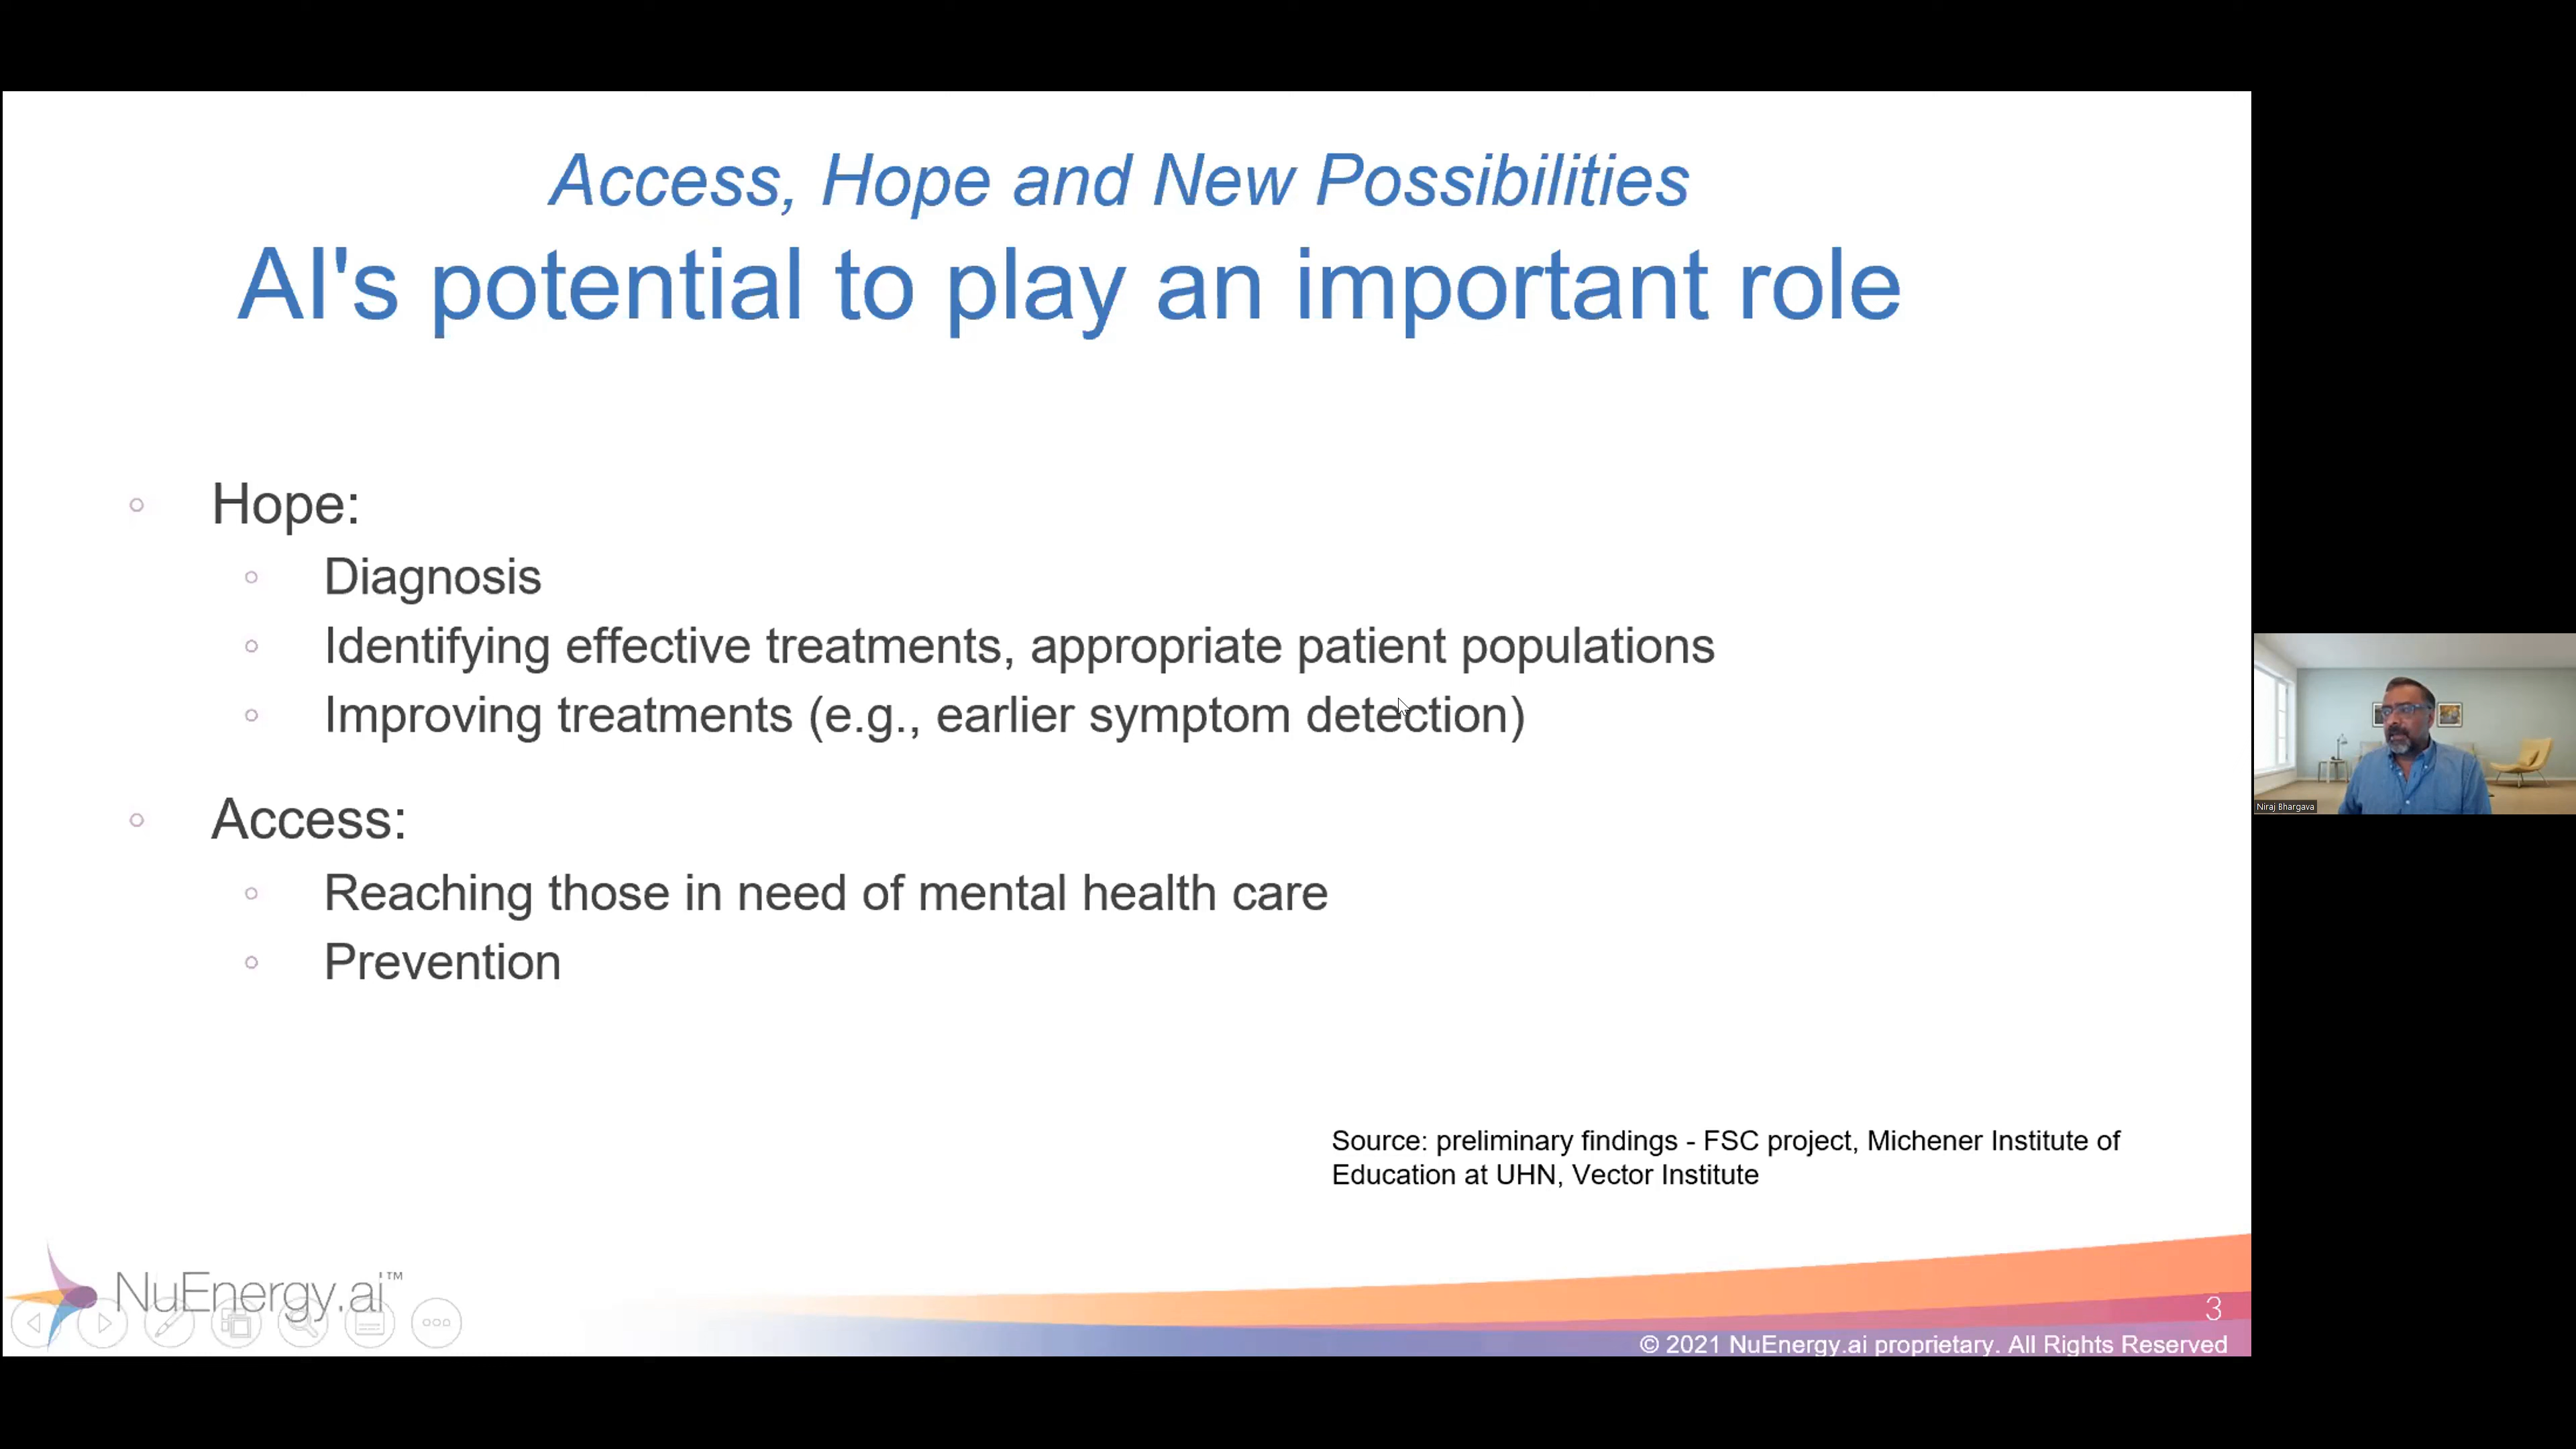 Access, Hope and New Possibilities
AI's potential to play an important role
Hope:
Diagnosis
Identifying effective treatments, appropriate patient populations
Improving treatments (e.g., earlier symptom detection)
Access:
Reaching those in need of mental health care
Prevention
Source: preliminary findings - FSC project, Michener Institute of
Education at UHN, Vector Institute
NuEnergy.ai™
3
© 2021 NuEnergy.ai proprietary. All Rights Reserved
Niraj Bhargava